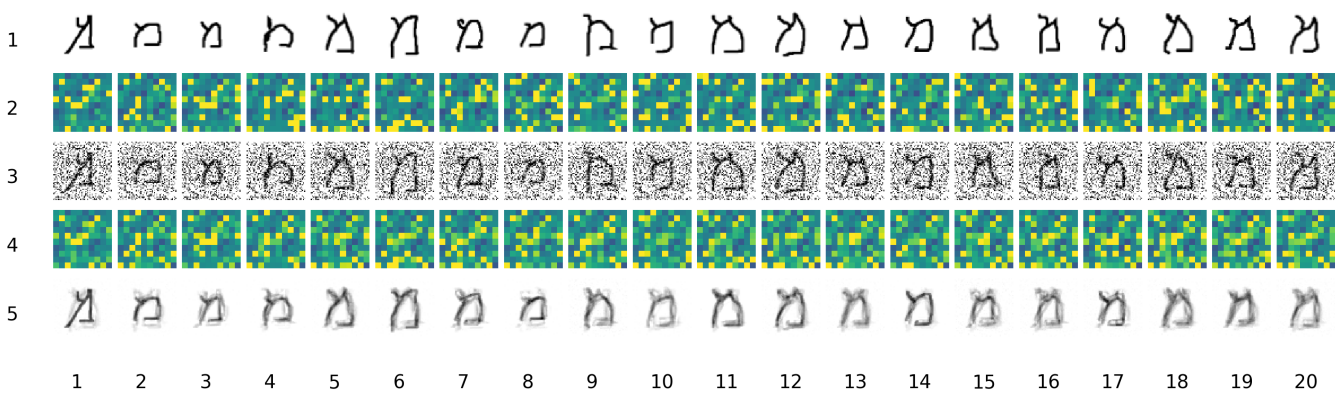 1 מ מ מ מ מ מ מ מ מ מ מ מ מ מ מ מ מ מ מ מ
2
3 מ מ מ מ מ מ מ מ מ מ מ מ מ מ מ מ מ מ מ מ
4
5 מ מ מ מ מ מ מ מ מ מ מ מ מ מ מ מ מ מ מ מ
1 2 3 4 5 6 7 8 9 10 11 12 13 14 15 16 17 18 19 20